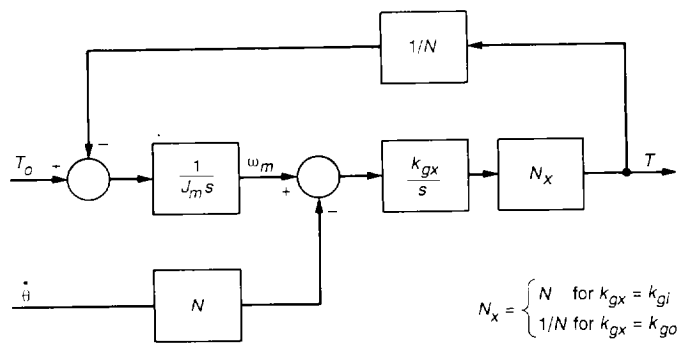 1/N
−
T_o + 1/(J_m s) ω_m + − k_gx/s N_x T
θ̇ N
N_x = { N for k_gx = k_gi
1/N for k_gx = k_go